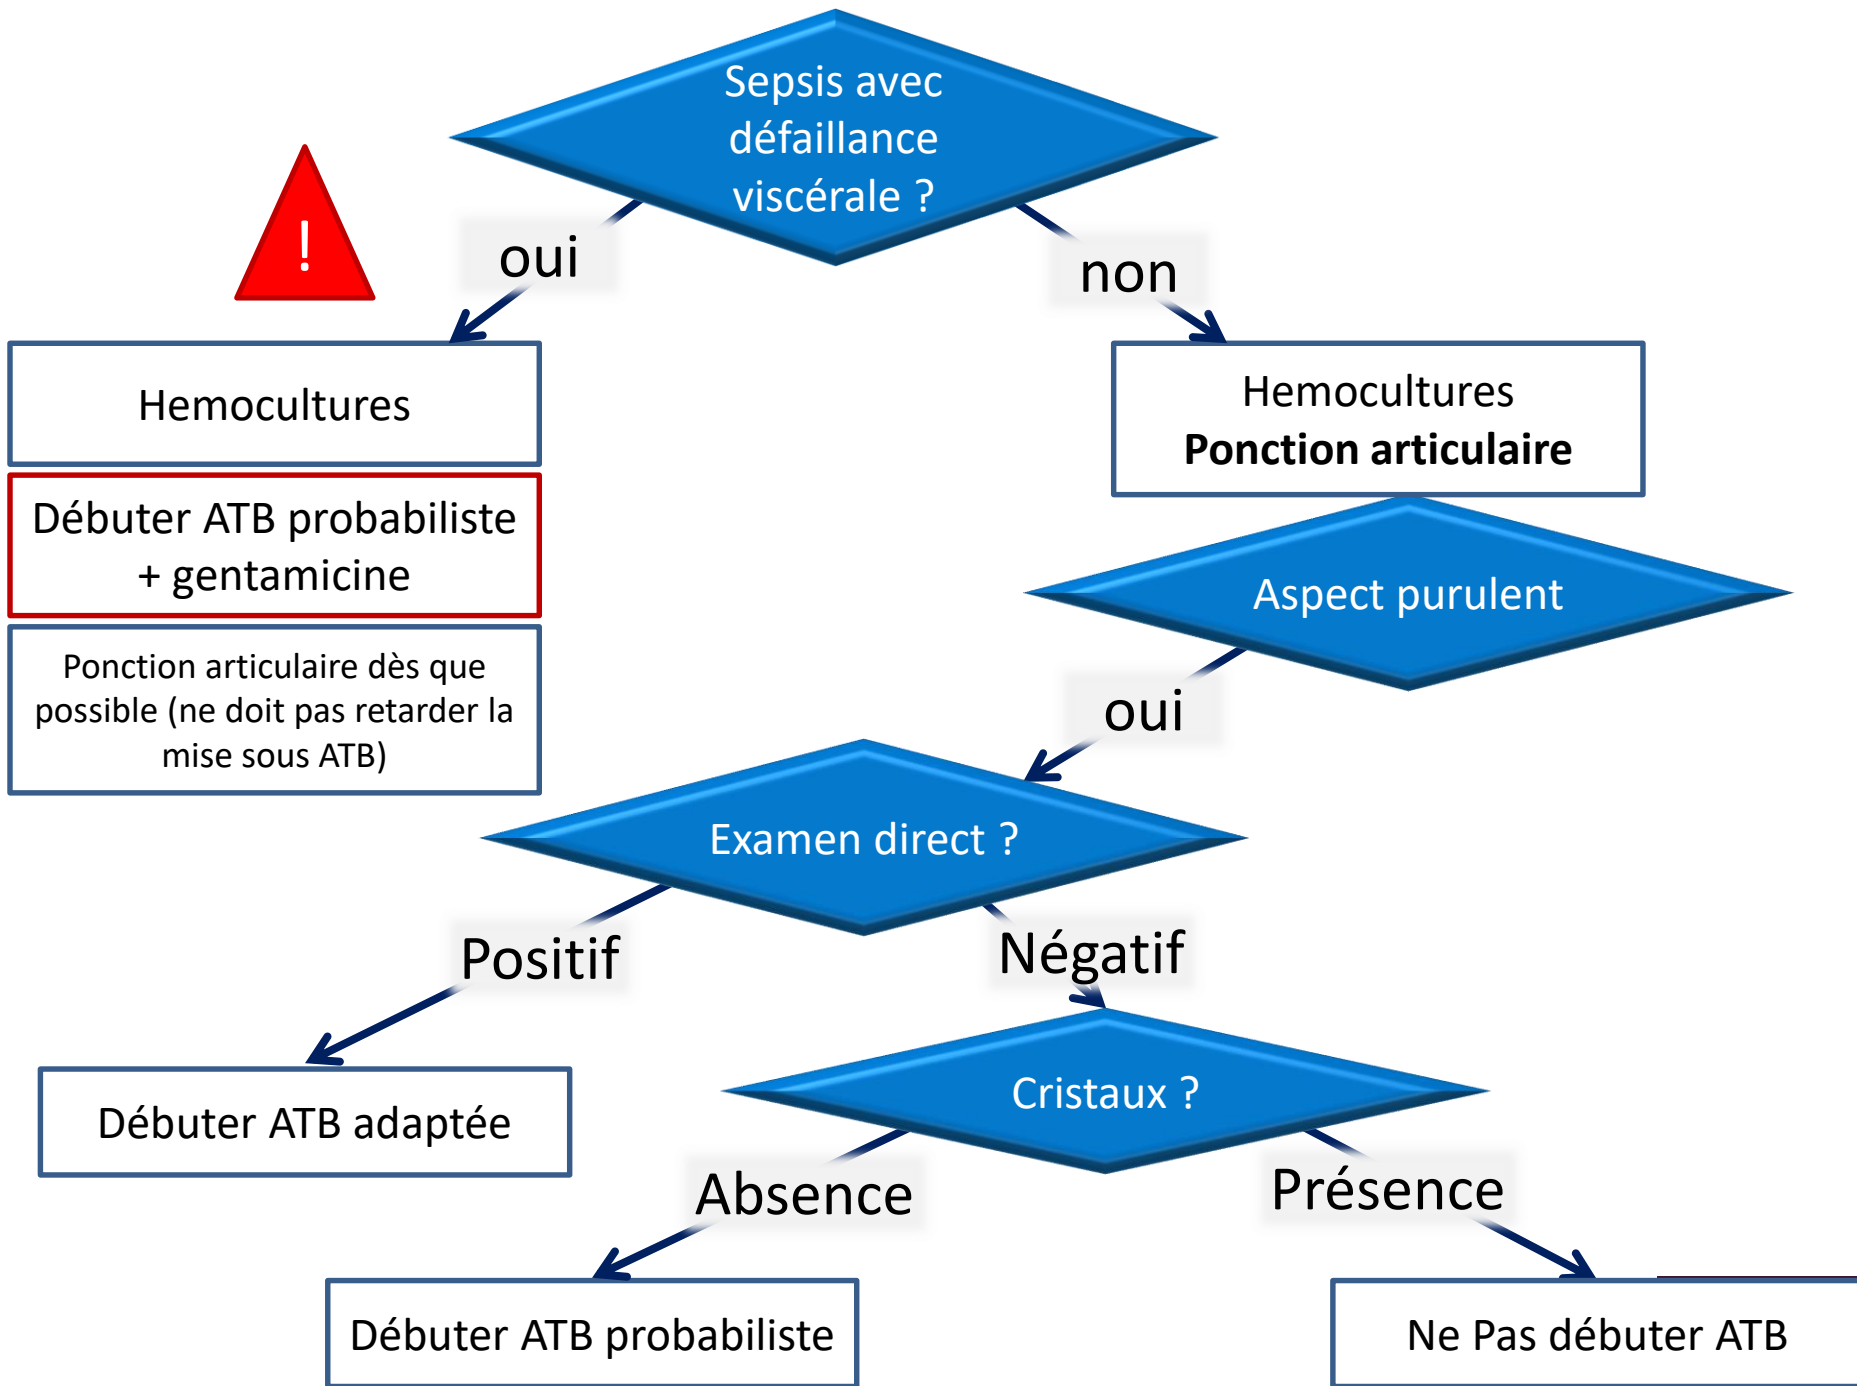 Sepsis avec
défaillance
viscérale ?
!
oui
non
Hemocultures
Débuter ATB probabiliste
+ gentamicine
Ponction articulaire dès que
possible (ne doit pas retarder la
mise sous ATB)
Hemocultures
Ponction articulaire
Aspect purulent
oui
Examen direct ?
Positif
Négatif
Débuter ATB adaptée
Cristaux ?
Absence
Présence
Débuter ATB probabiliste
Ne Pas débuter ATB